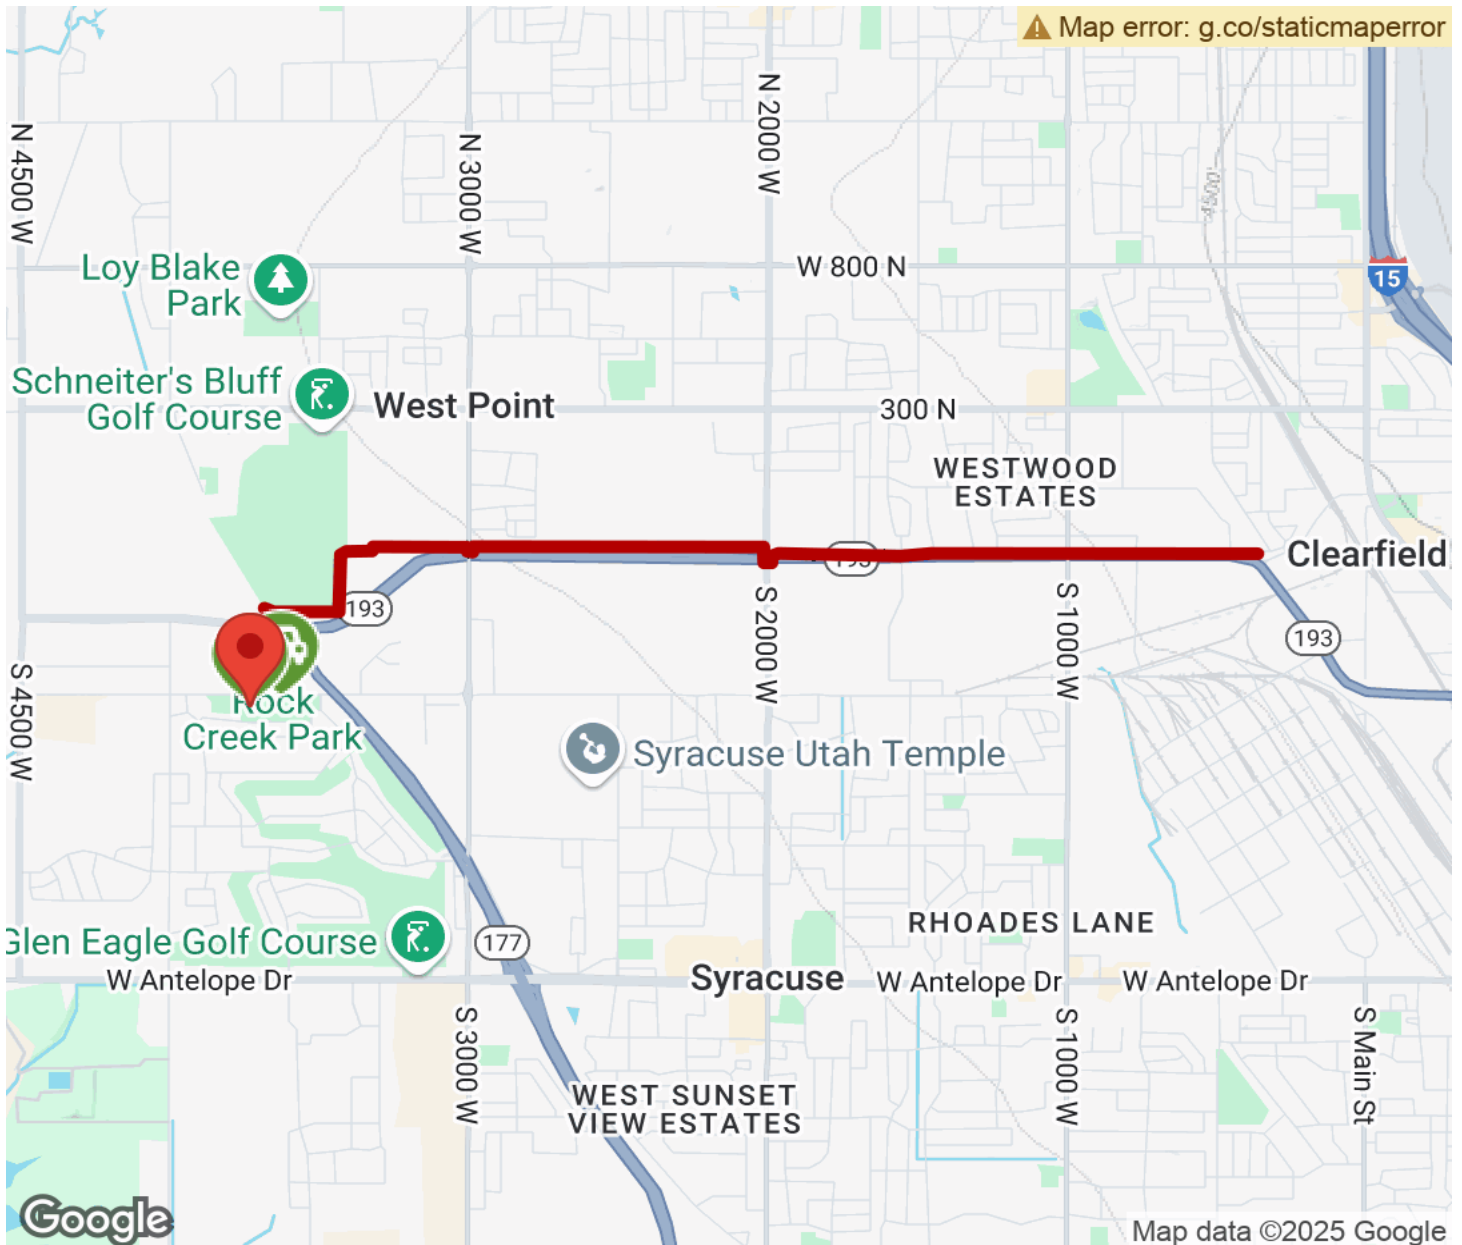 Map error: g.co/staticmaperror
N 4500 W
N 3000 W
N 2000 W
4500
Loy Blake
Park
W 800 N
15
Schneiter's Bluff
Golf Course
West Point
300 N
WESTWOOD
ESTATES
193
Clearfield
193
193
S 4500 W
S 2000 W
S 1000 W
Rock
Creek Park
Syracuse Utah Temple
Glen Eagle Golf Course
177
RHOADES LANE
W Antelope Dr
Syracuse
W Antelope Dr
W Antelope Dr
S 3000 W
S 1000 W
S Main St
WEST SUNSET
VIEW ESTATES
Google
Map data ©2025 Google